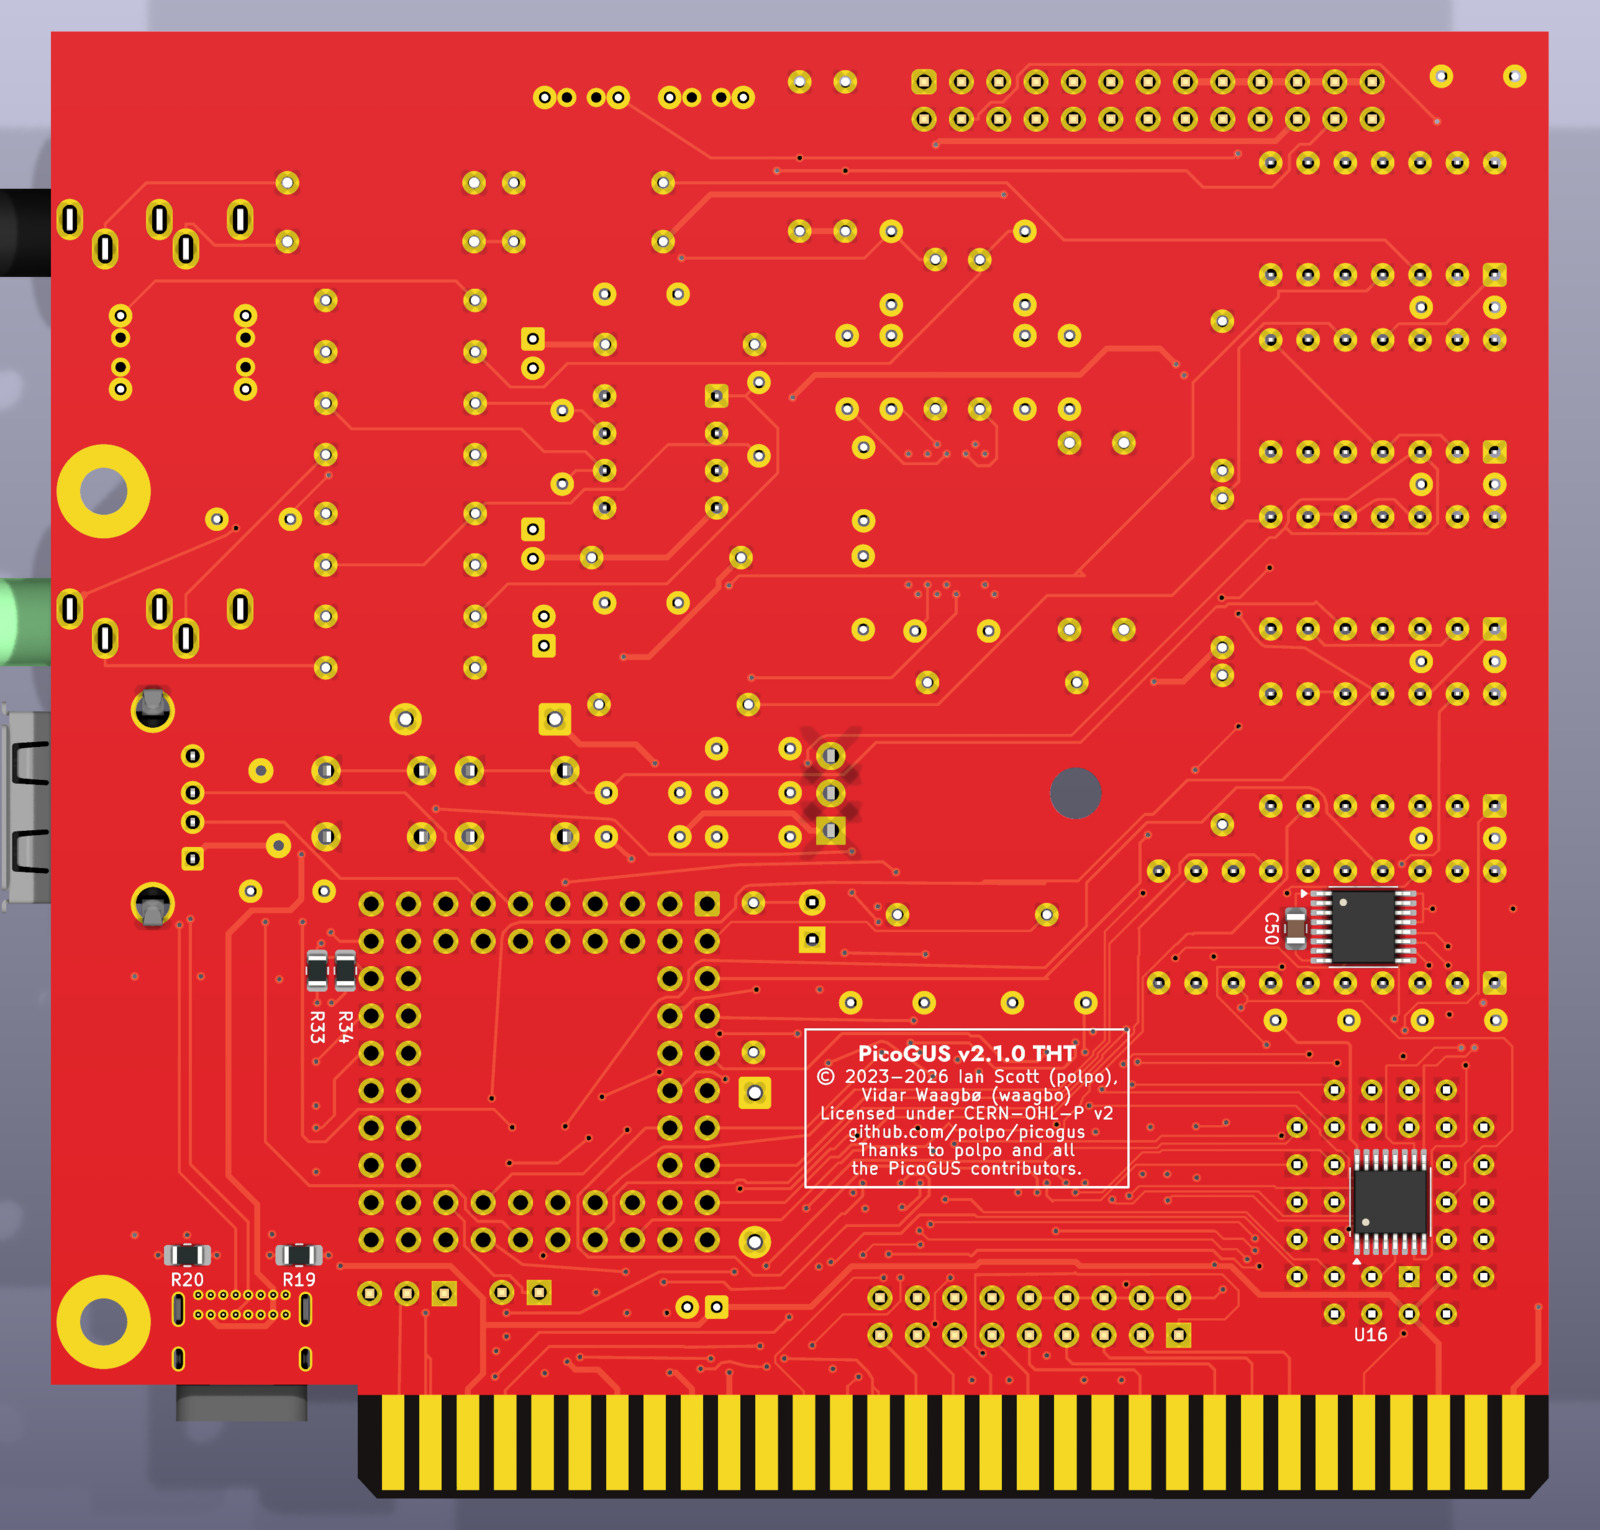 C50
R33
R34
PicoGUS v2.1.0 THT
© 2023-2026 Ian Scott (polpo),
Vidar Waagbø (waagbo)
Licensed under CERN-OHL-P v2
github.com/polpo/picogus
Thanks to polpo and all
the PicoGUS contributors.
R20
R19
U16